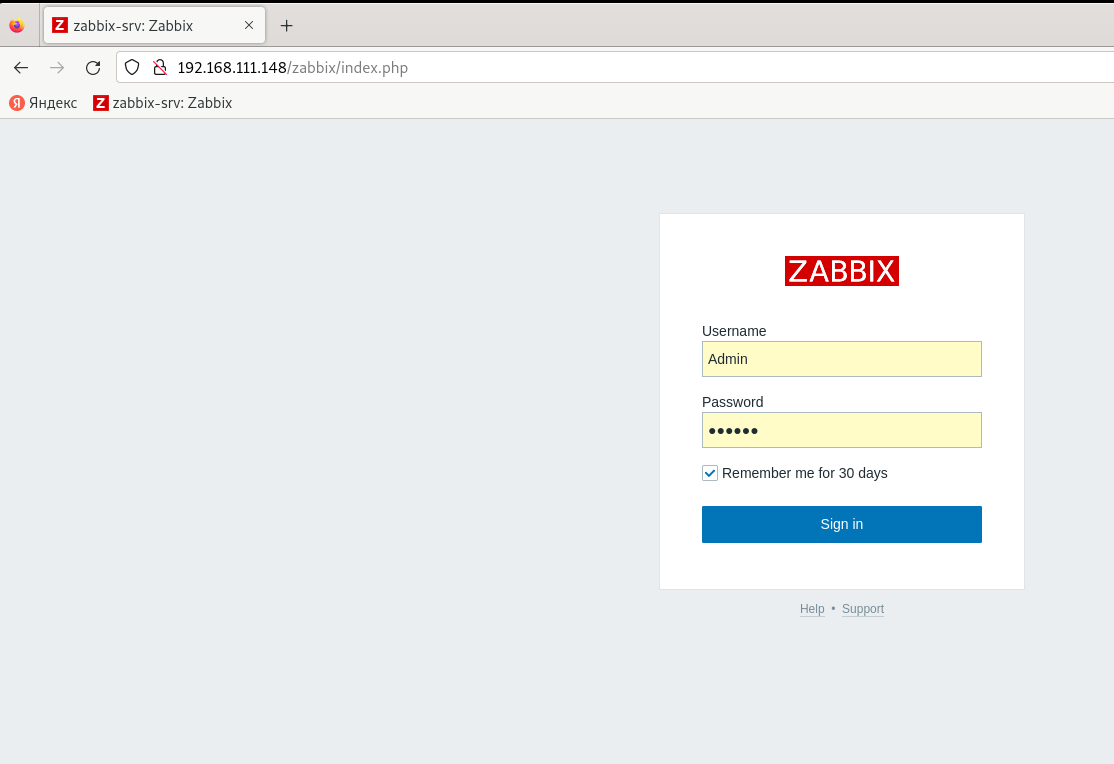 Z zabbix-srv: Zabbix
192.168.111.148/zabbix/index.php
Я Яндекс Z zabbix-srv: Zabbix
ZABBIX
Username
Admin
Password
Remember me for 30 days
Sign in
Help • Support